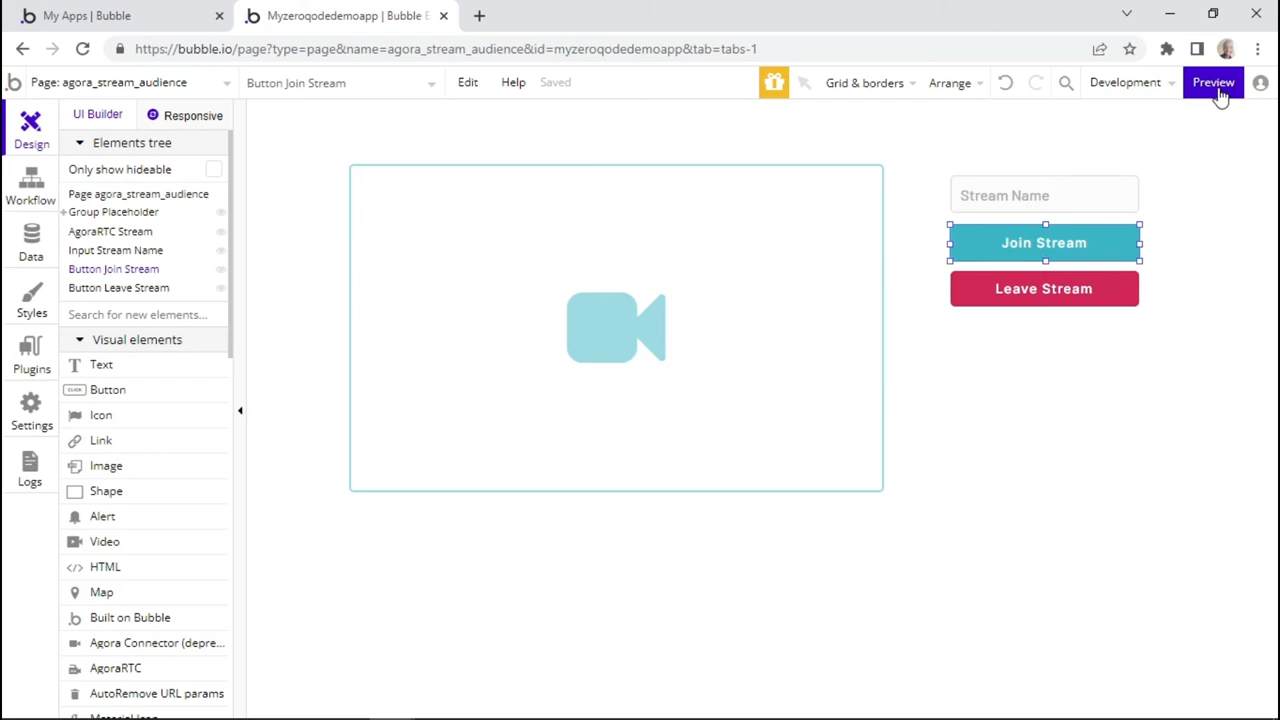 My Apps | Bubble
Myzeroqodedemoapp | Bubble E
https://bubble.io/page?type=page&name=agora_stream_audience&id=myzeroqodedemoapp&tab=tabs-1
Page: agora_stream_audience
Button Join Stream
Edit
Help
Saved
Grid & borders
Arrange
Development
Preview
Design
Workflow
Data
Styles
Plugins
Settings
Logs
UI Builder
Responsive
Elements tree
Only show hideable
Page agora_stream_audience
Group Placeholder
AgoraRTC Stream
Input Stream Name
Button Join Stream
Button Leave Stream
Search for new elements...
Visual elements
Text
CLICK Button
Icon
Link
Image
Shape
Alert
Video
HTML
Map
Built on Bubble
Agora Connector (depre...
AgoraRTC
AutoRemove URL params
Stream Name
Join Stream
Leave Stream